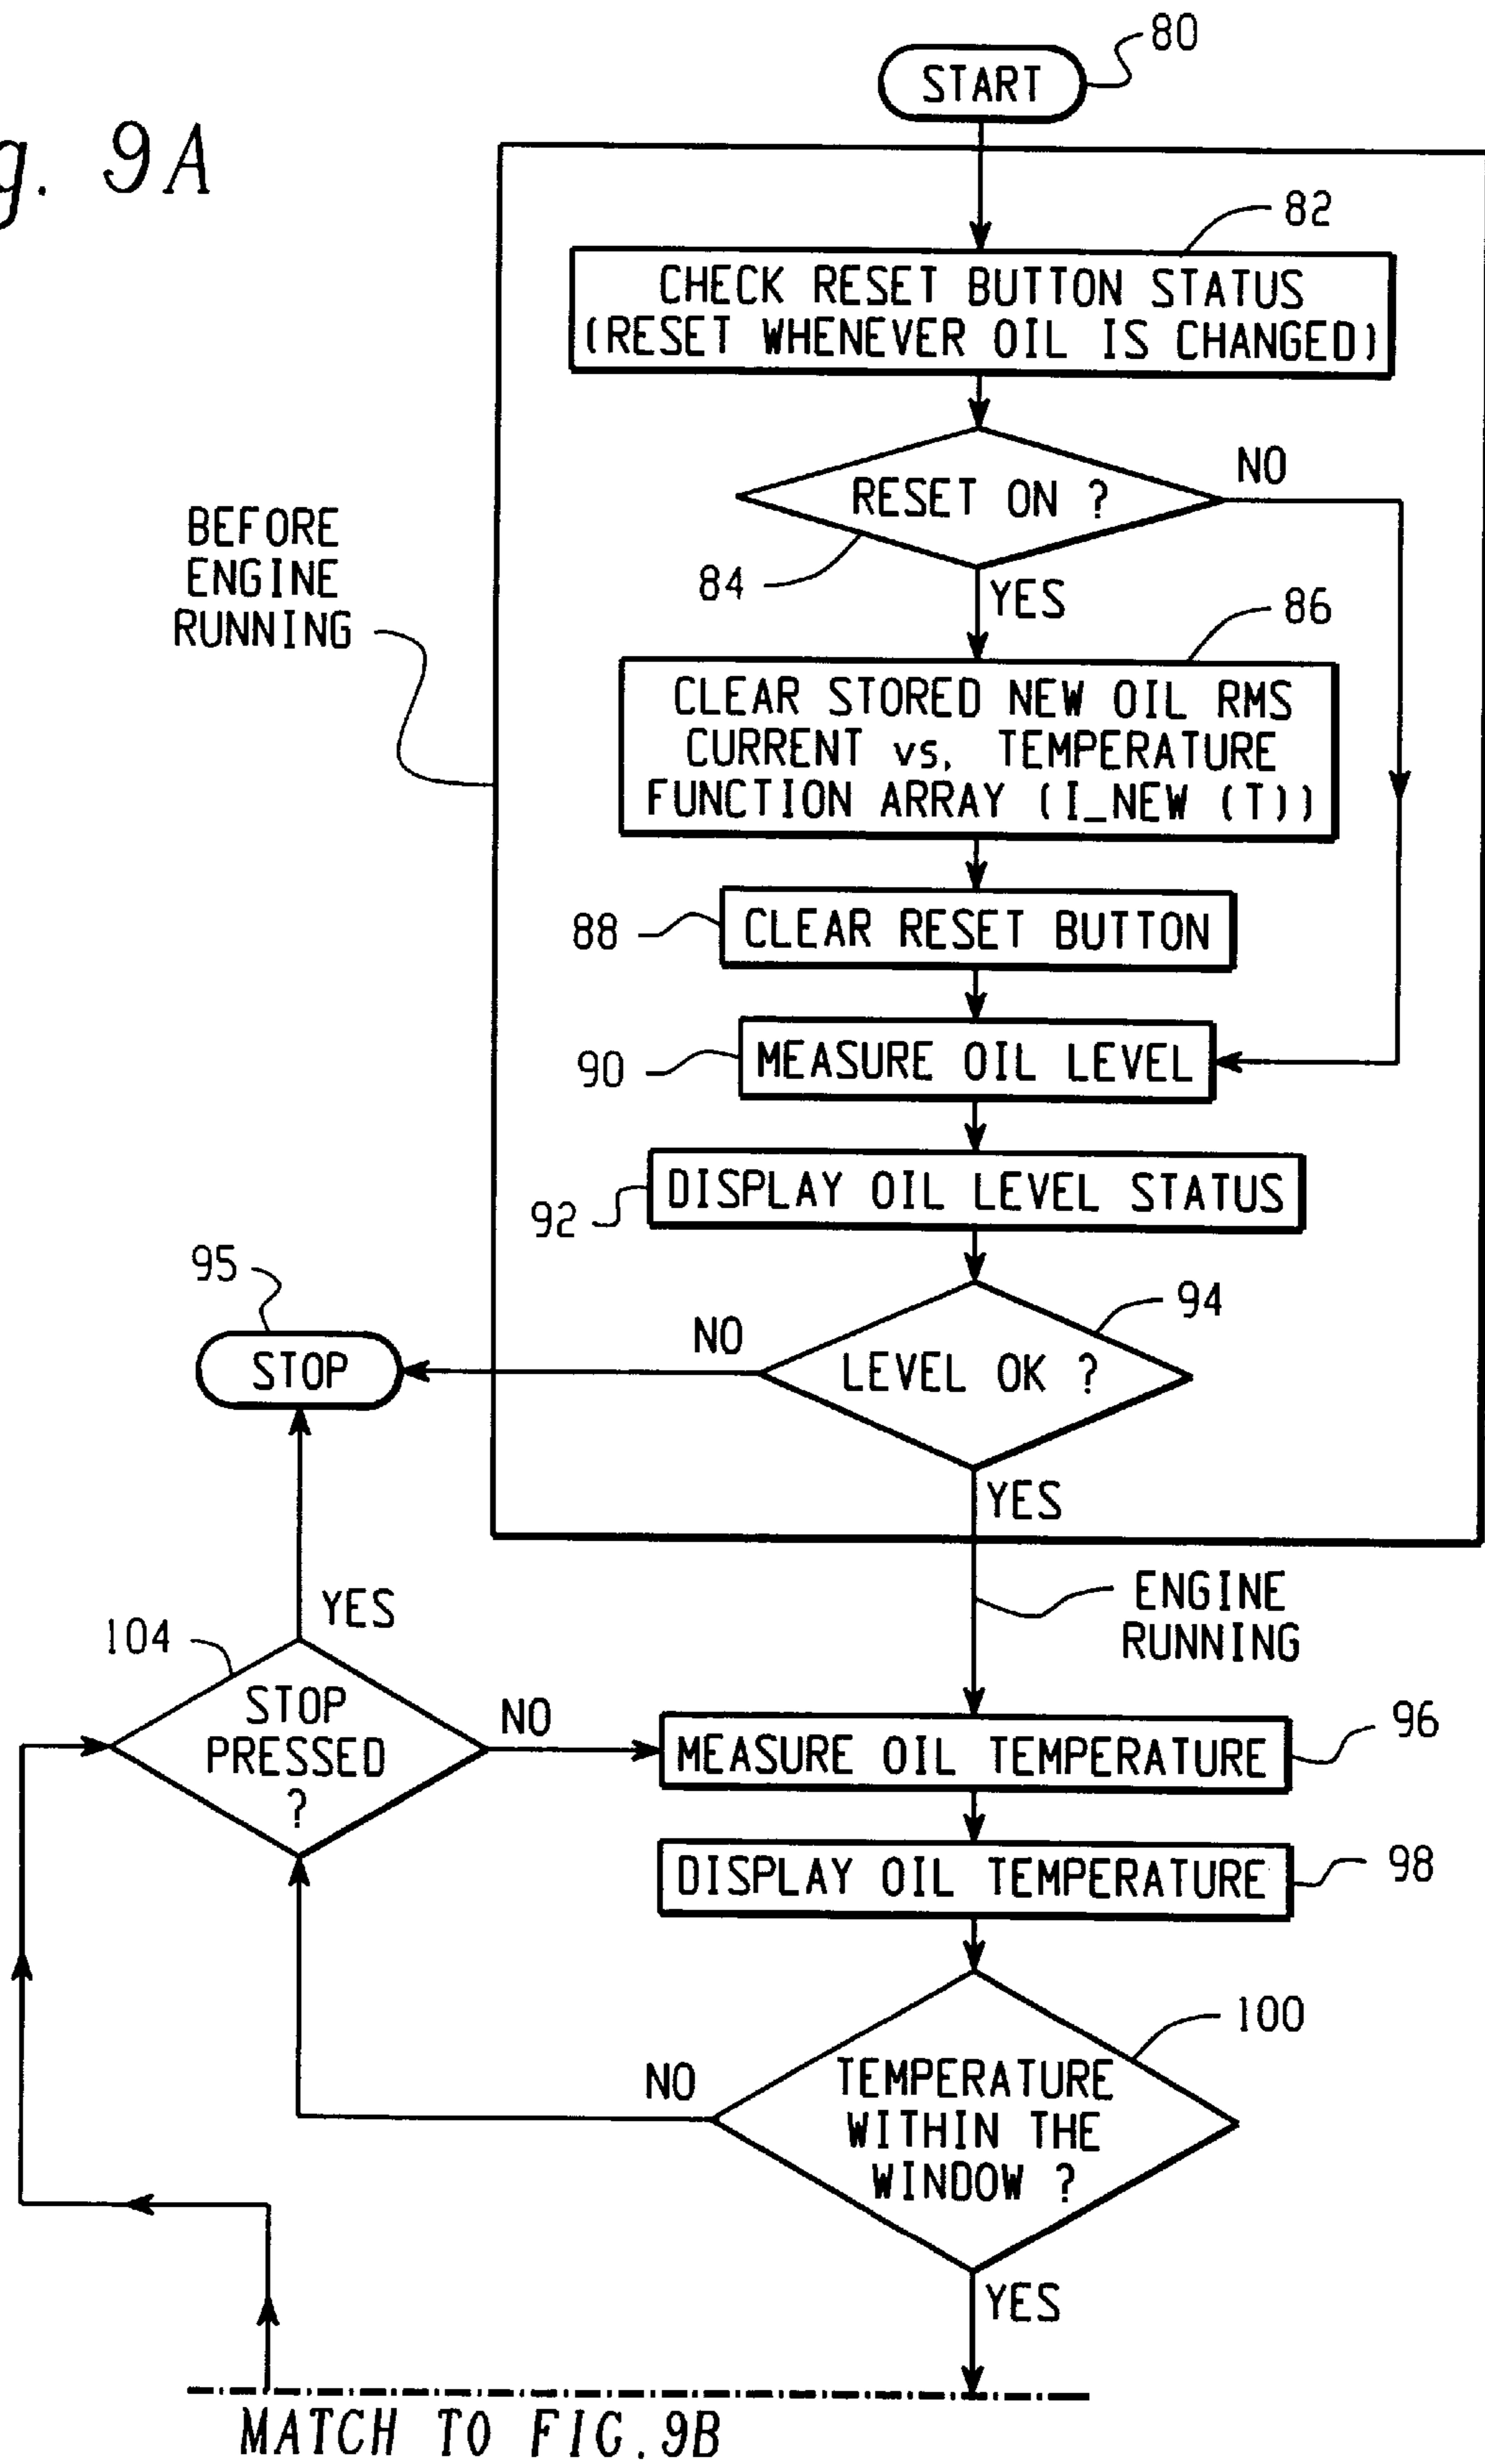 g. 9A
80
START
82
CHECK RESET BUTTON STATUS
(RESET WHENEVER OIL IS CHANGED)
RESET ON ?
NO
84
YES
BEFORE
ENGINE
RUNNING
86
CLEAR STORED NEW OIL RMS
CURRENT vs. TEMPERATURE
FUNCTION ARRAY (I_NEW (T))
88
CLEAR RESET BUTTON
90
MEASURE OIL LEVEL
92
DISPLAY OIL LEVEL STATUS
95
STOP
NO
94
LEVEL OK ?
YES
ENGINE
RUNNING
YES
104
STOP
PRESSED
?
NO
MEASURE OIL TEMPERATURE
96
DISPLAY OIL TEMPERATURE
98
100
NO
TEMPERATURE
WITHIN THE
WINDOW ?
YES
MATCH TO FIG.9B